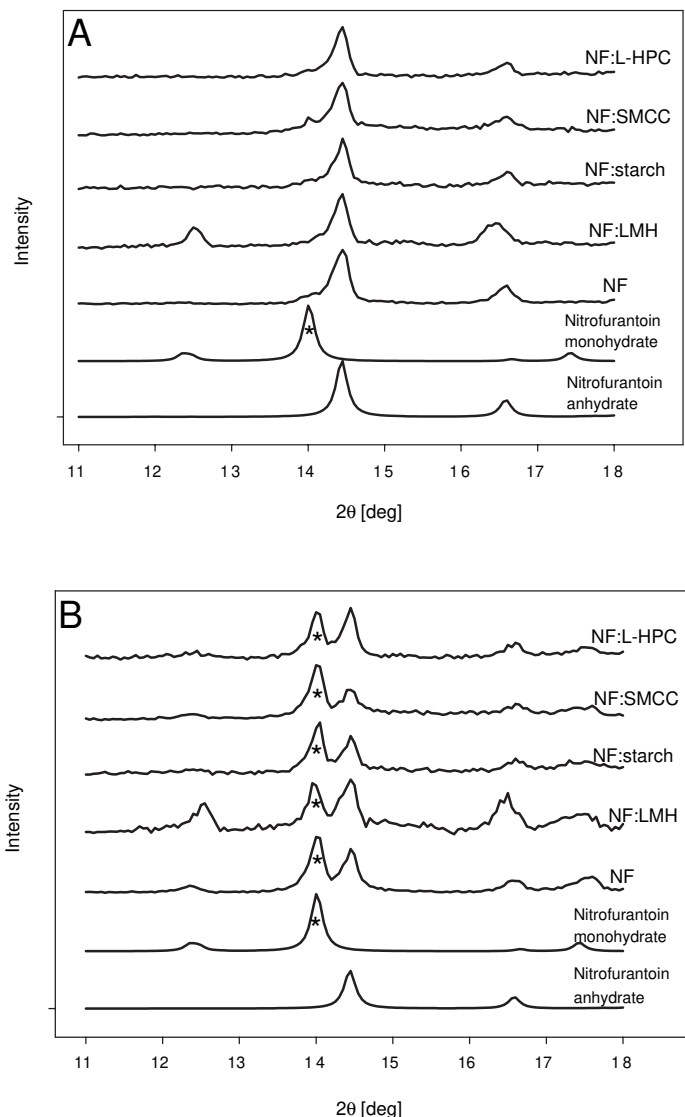 A
NF:L-HPC
NF:SMCC
NF:starch
NF:LMH
NF
Nitrofurantoin
monohydrate
*
Nitrofurantoin
anhydrate
Intensity
11 12 13 14 15 16 17 18
2θ [deg]
B
NF:L-HPC
*
NF:SMCC
*
NF:starch
*
NF:LMH
*
NF
*
Nitrofurantoin
monohydrate
*
Nitrofurantoin
anhydrate
Intensity
11 12 13 14 15 16 17 18
2θ [deg]